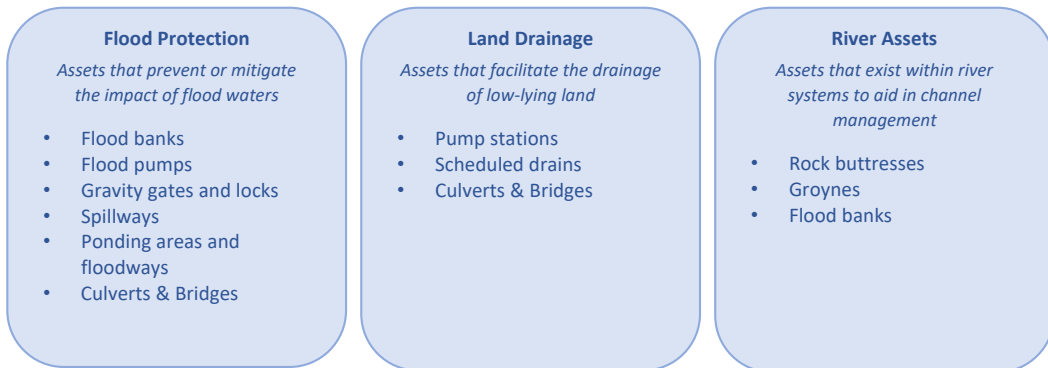 Flood Protection
Assets that prevent or mitigate
the impact of flood waters
• Flood banks
• Flood pumps
• Gravity gates and locks
• Spillways
• Ponding areas and
floodways
• Culverts & Bridges
Land Drainage
Assets that facilitate the drainage
of low-lying land
• Pump stations
• Scheduled drains
• Culverts & Bridges
River Assets
Assets that exist within river
systems to aid in channel
management
• Rock buttresses
• Groynes
• Flood banks